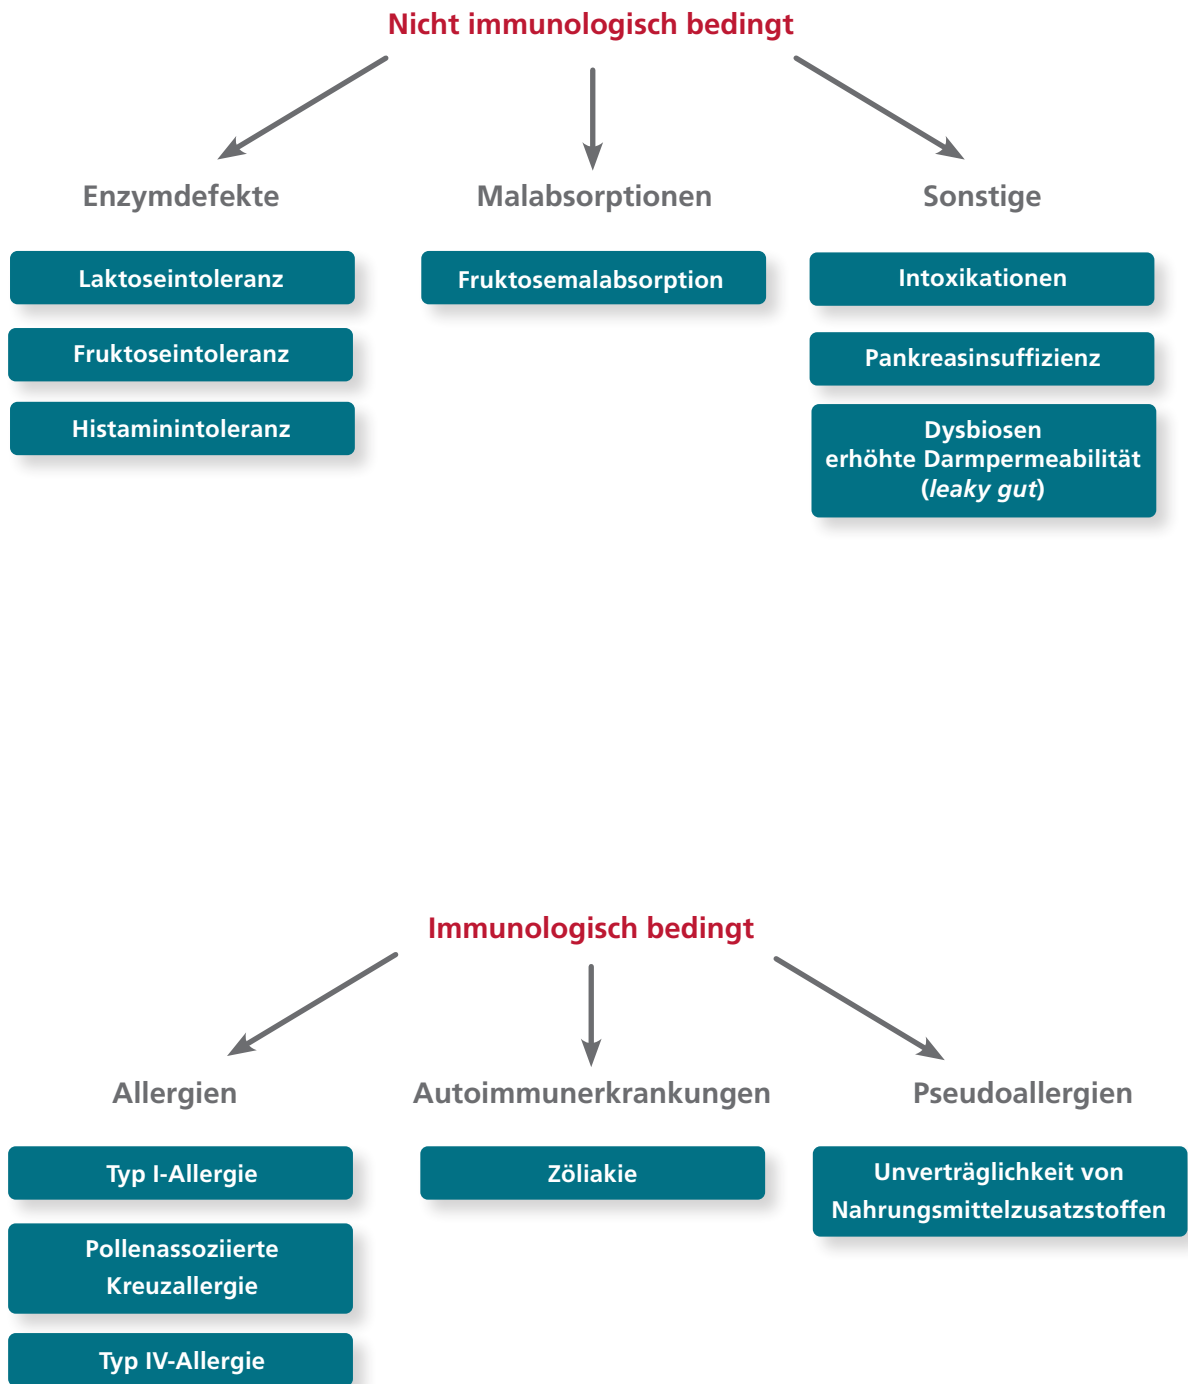 Nicht immunologisch bedingt
Enzymdefekte
Malabsorptionen
Sonstige
Laktoseintoleranz
Fruktosemalabsorption
Intoxikationen
Fruktoseintoleranz
Pankreasinsuffizienz
Histaminintoleranz
Dysbiosen
erhöhte Darmpermeabilität
(leaky gut)
Immunologisch bedingt
Allergien
Autoimmunerkrankungen
Pseudoallergien
Typ I-Allergie
Zöliakie
Unverträglichkeit von
Nahrungsmittelzusatzstoffen
Pollenassoziierte
Kreuzallergie
Typ IV-Allergie